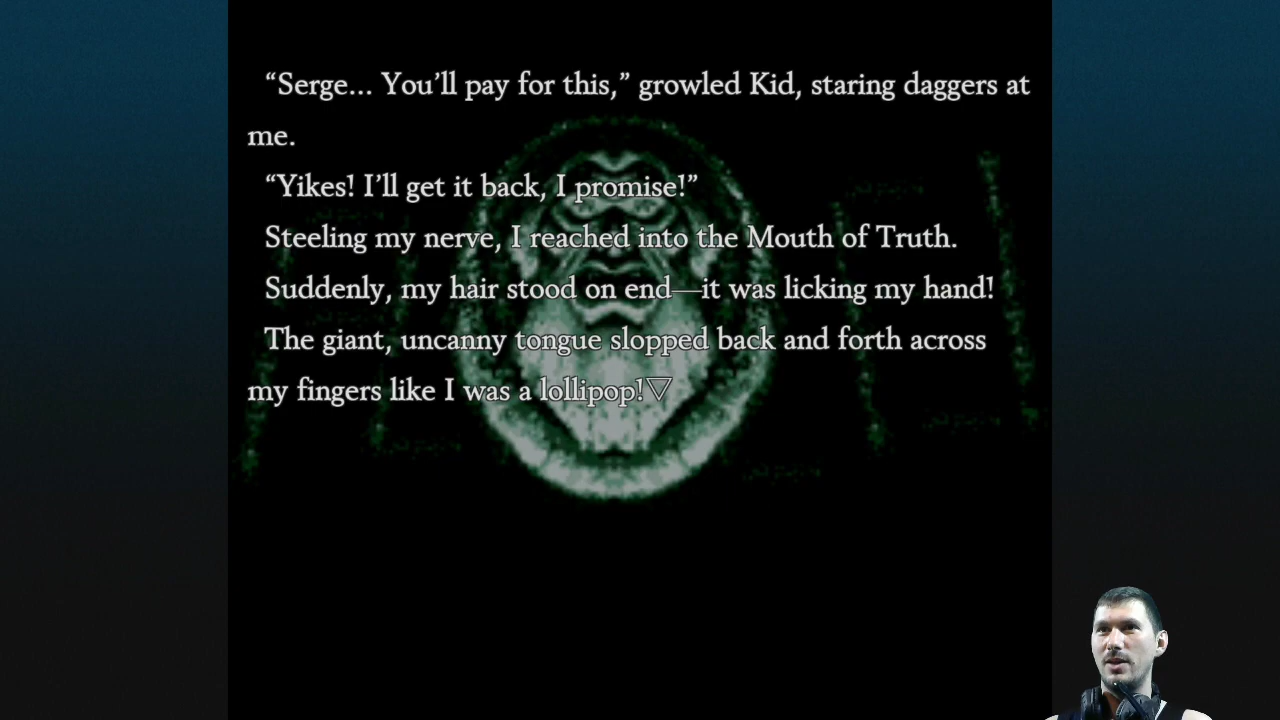 “Serge... You’ll pay for this,” growled Kid, staring daggers at
me.
“Yikes! I’ll get it back, I promise!”
Steeling my nerve, I reached into the Mouth of Truth.
Suddenly, my hair stood on end—it was licking my hand!
The giant, uncanny tongue slopped back and forth across
my fingers like I was a lollipop!▽